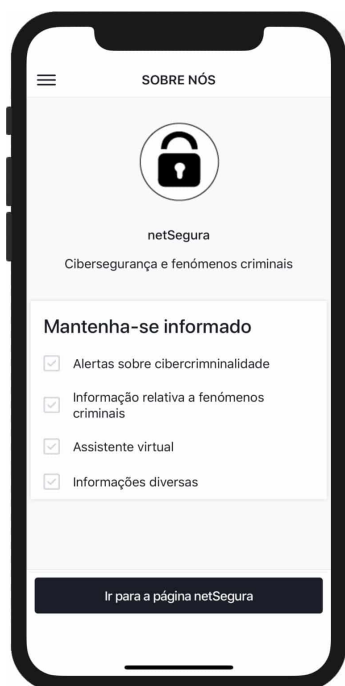 SOBRE NÓS
netSegura
Cibersegurança e fenómenos criminais
Mantenha-se informado
Alertas sobre cibercrimninalidade
Informação relativa a fenómenos
criminais
Assistente virtual
Informações diversas
Ir para a página netSegura